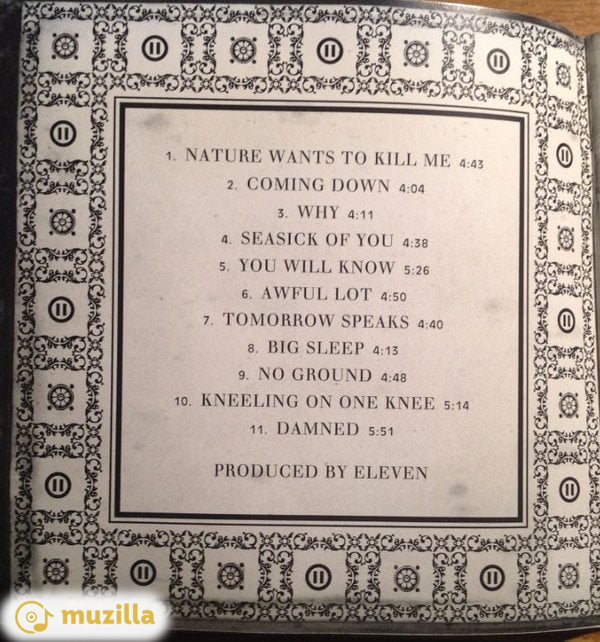 1. NATURE WANTS TO KILL ME 4:43
2. COMING DOWN 4:04
3. WHY 4:11
4. SEASICK OF YOU 4:38
5. YOU WILL KNOW 5:26
6. AWFUL LOT 4:50
7. TOMORROW SPEAKS 4:40
8. BIG SLEEP 4:13
9. NO GROUND 4:48
10. KNEELING ON ONE KNEE 5:14
11. DAMNED 5:51
PRODUCED BY ELEVEN
muzilla